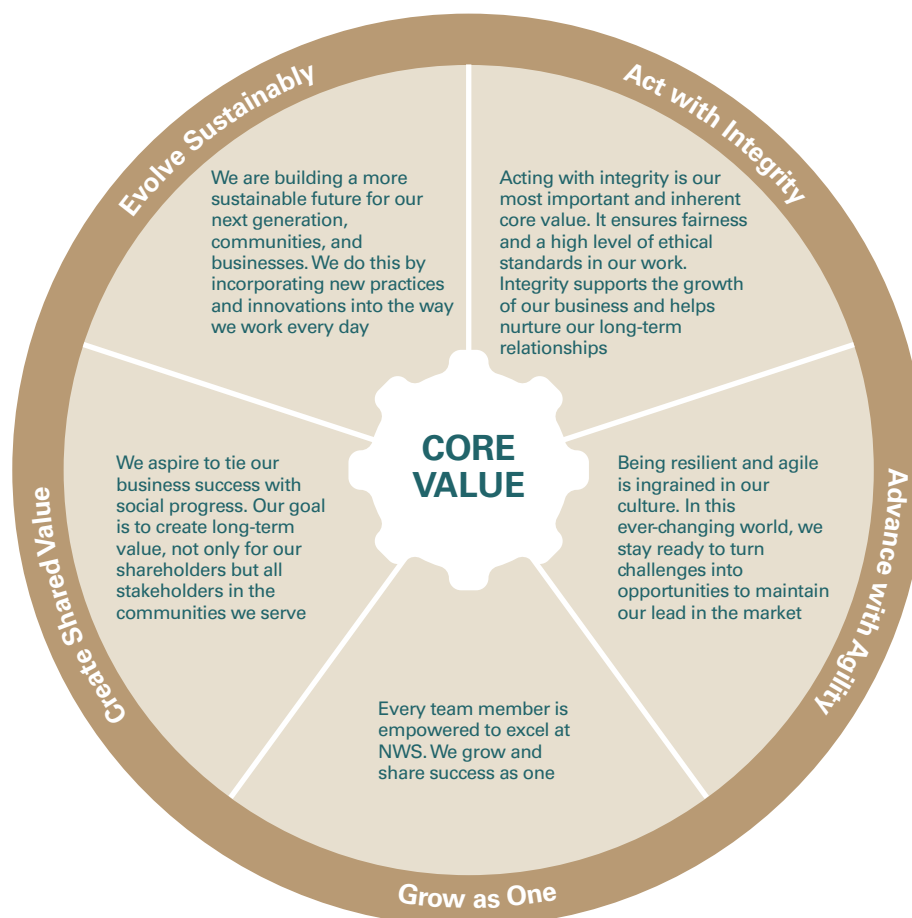 CORE
VALUE
Act with Integrity
Acting with integrity is our
most important and inherent
core value. It ensures fairness
and a high level of ethical
standards in our work.
Integrity supports the growth
of our business and helps
nurture our long-term
relationships
Advance with Agility
Being resilient and agile
is ingrained in our
culture. In this
ever-changing world, we
stay ready to turn
challenges into
opportunities to maintain
our lead in the market
Grow as One
Every team member is
empowered to excel at
NWS. We grow and
share success as one
Create Shared Value
We aspire to tie our
business success with
social progress. Our goal
is to create long-term
value, not only for our
shareholders but all
stakeholders in the
communities we serve
Evolve Sustainably
We are building a more
sustainable future for our
next generation,
communities, and
businesses. We do this by
incorporating new practices
and innovations into the way
we work every day